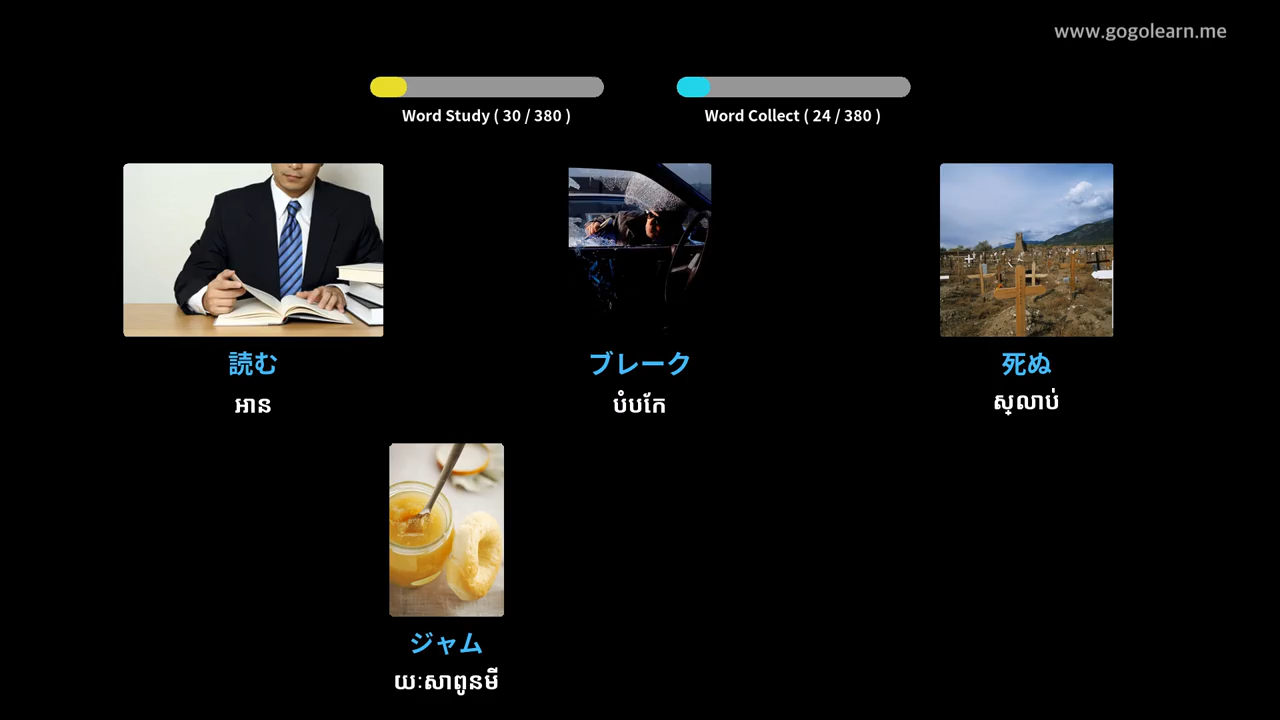 www.gogolearn.me
Word Study ( 30 / 380 )
Word Collect ( 24 / 380 )
読む
ブレーキ
死ぬ
អាន
បំបកែ
ស្លាប់
ジャム
យៈសាពូនមី